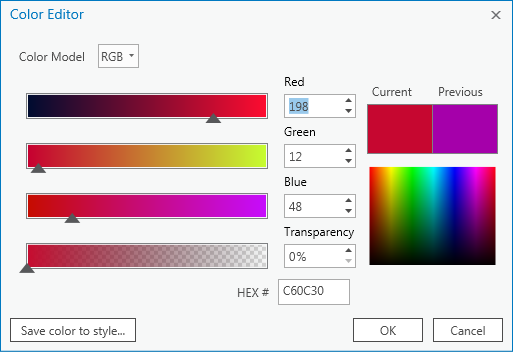 Color Editor
Color Model RGB
Red
198
Green
12
Blue
48
Transparency
0%
HEX # C60C30
Current Previous
Save color to style...
OK Cancel